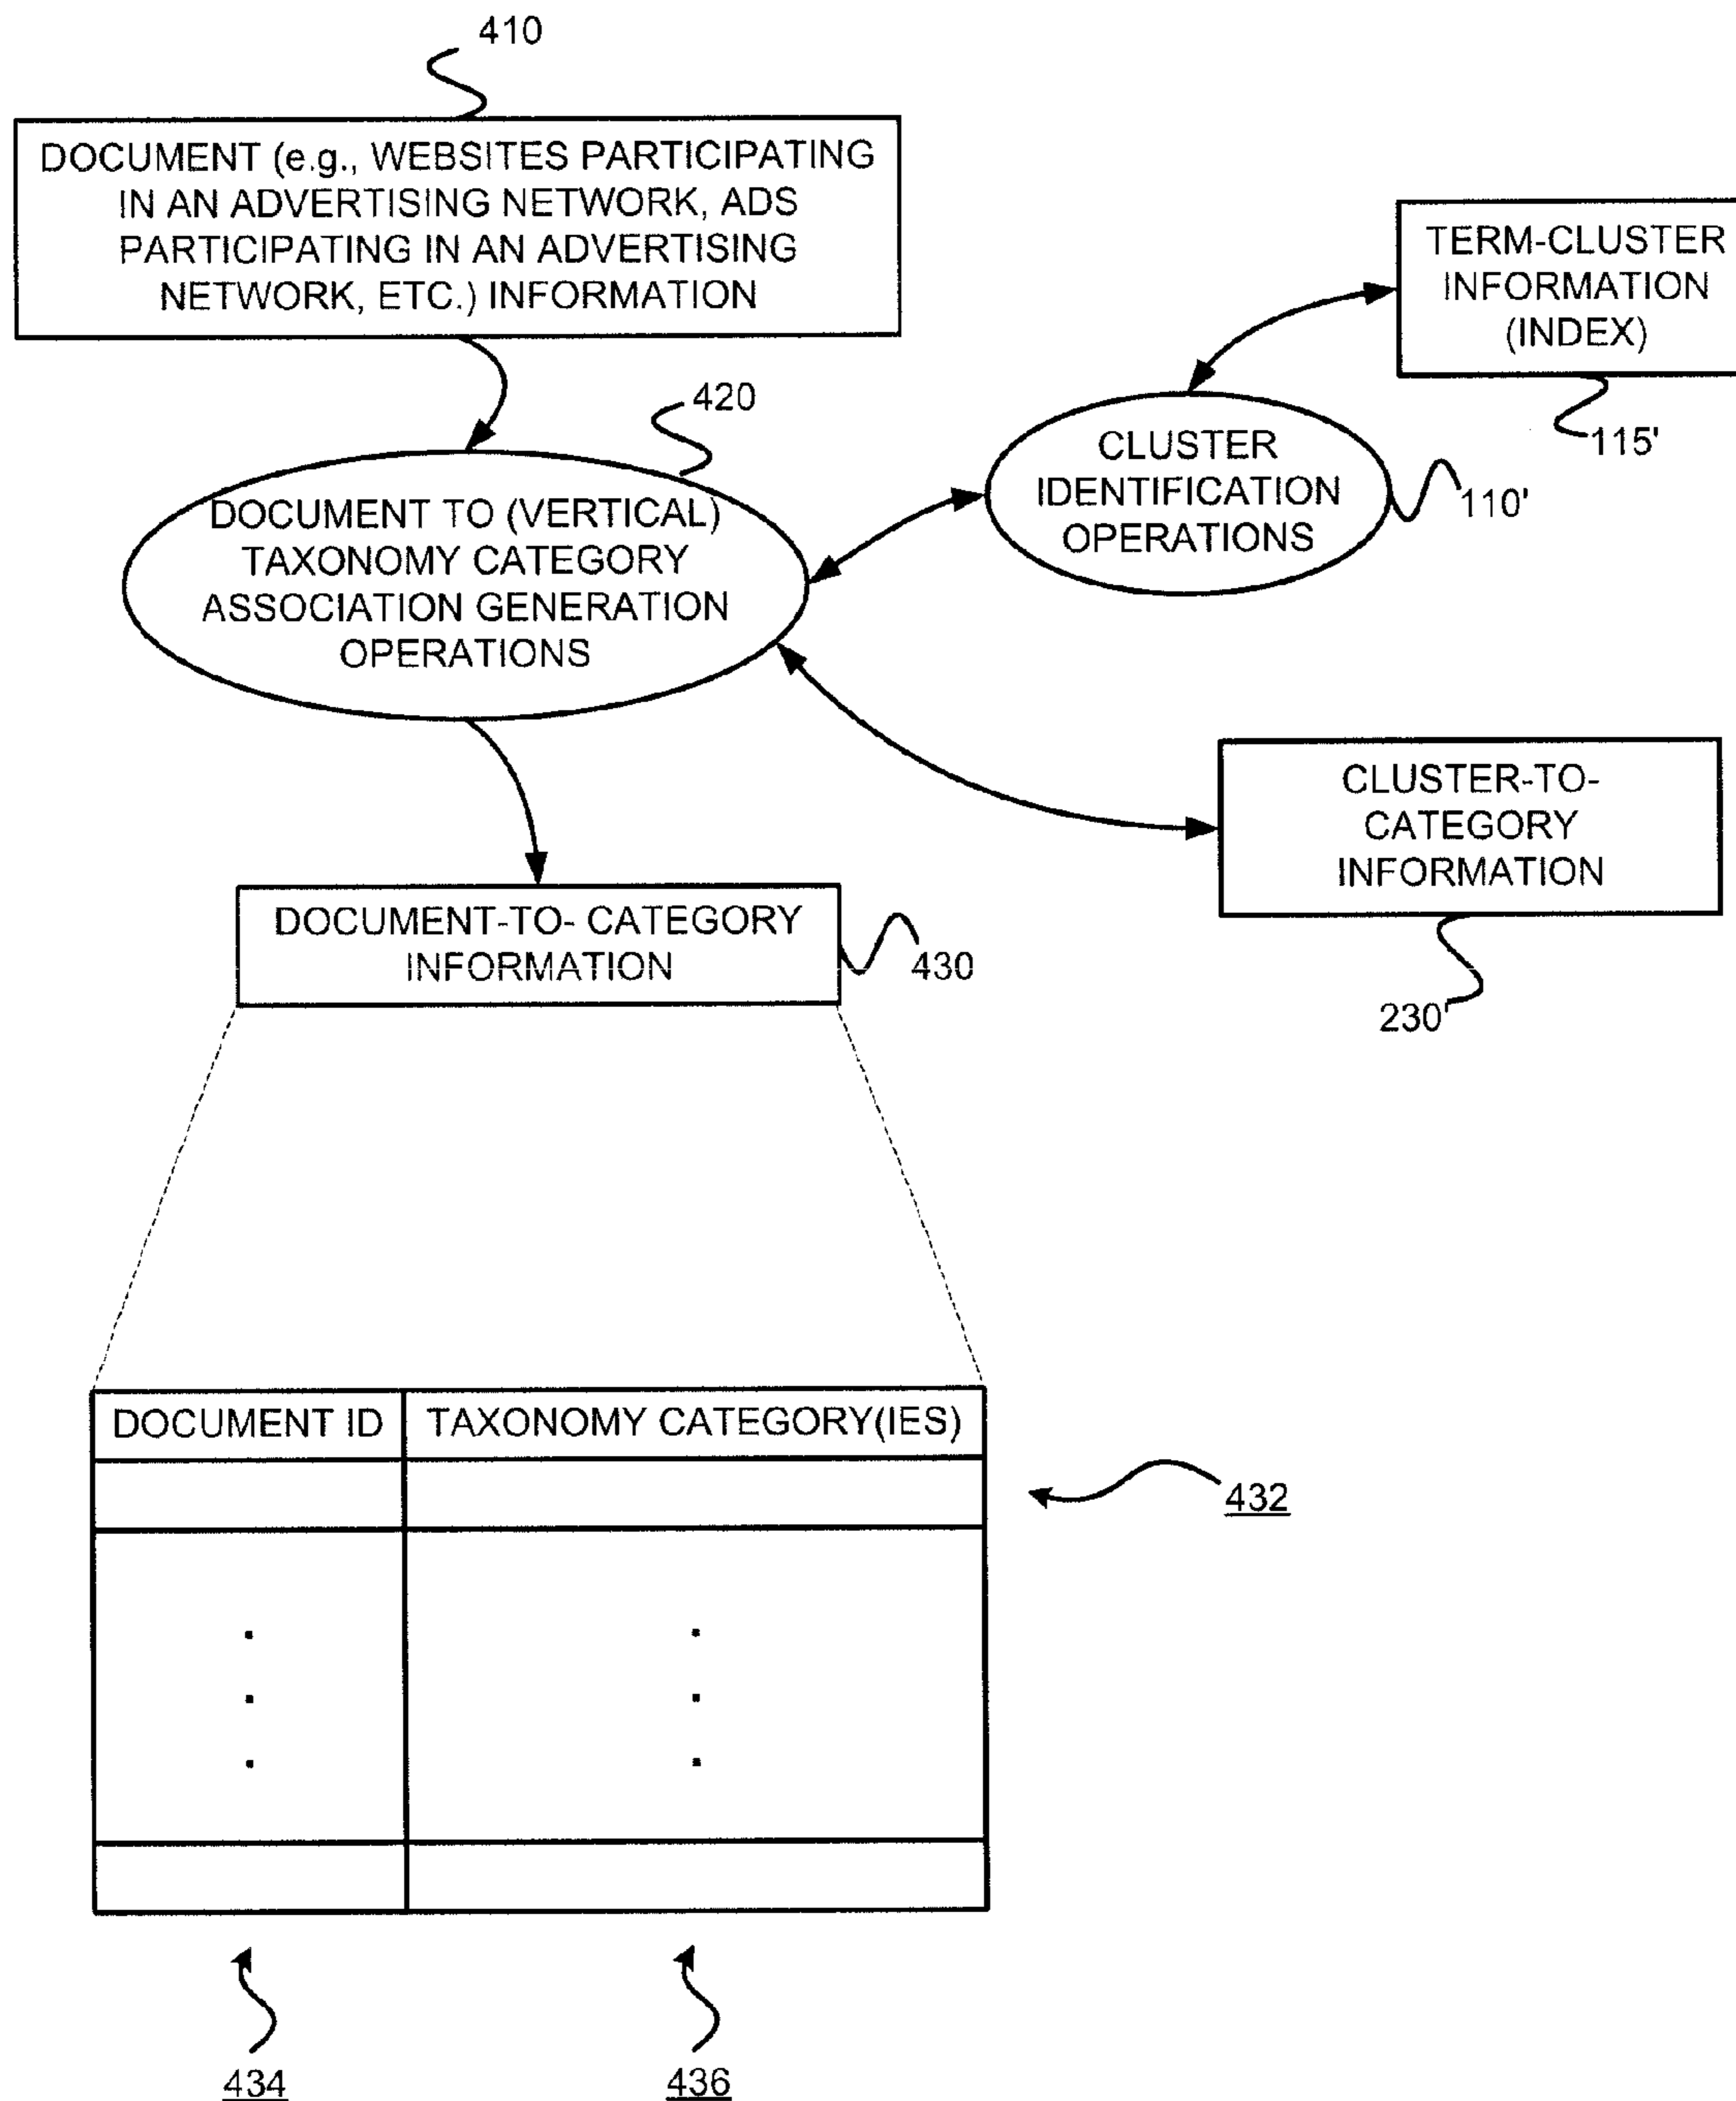 410
DOCUMENT (e.g., WEBSITES PARTICIPATING
IN AN ADVERTISING NETWORK, ADS
PARTICIPATING IN AN ADVERTISING
NETWORK, ETC.) INFORMATION
TERM-CLUSTER
INFORMATION
(INDEX)
115'
420
CLUSTER
IDENTIFICATION
OPERATIONS
110'
DOCUMENT TO (VERTICAL)
TAXONOMY CATEGORY
ASSOCIATION GENERATION
OPERATIONS
CLUSTER-TO-
CATEGORY
INFORMATION
230'
DOCUMENT-TO- CATEGORY
INFORMATION
430
DOCUMENT ID
TAXONOMY CATEGORY(IES)
432
434
436